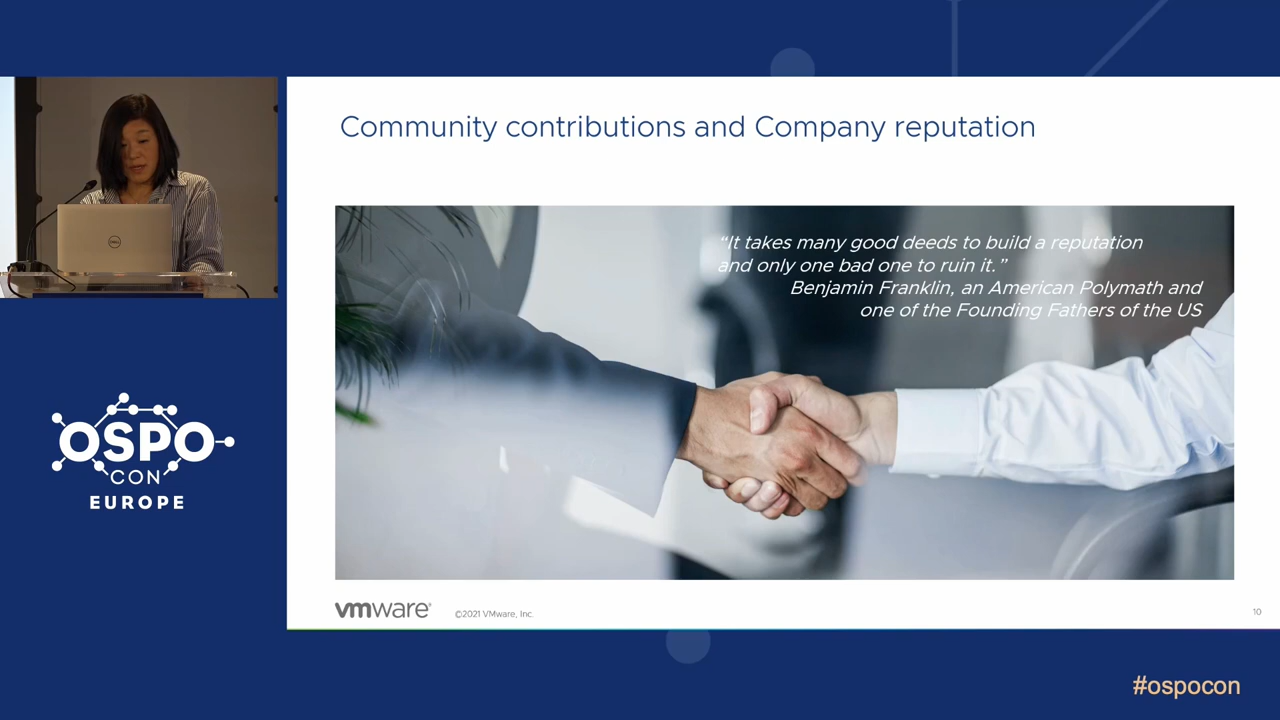 Community contributions and Company reputation
“It takes many good deeds to build a reputation
and only one bad one to ruin it.”
Benjamin Franklin, an American Polymath and
one of the Founding Fathers of the US
DELL
OSPO
CON
EUROPE
vmware®
©2021 VMware, Inc.
10
#ospocon